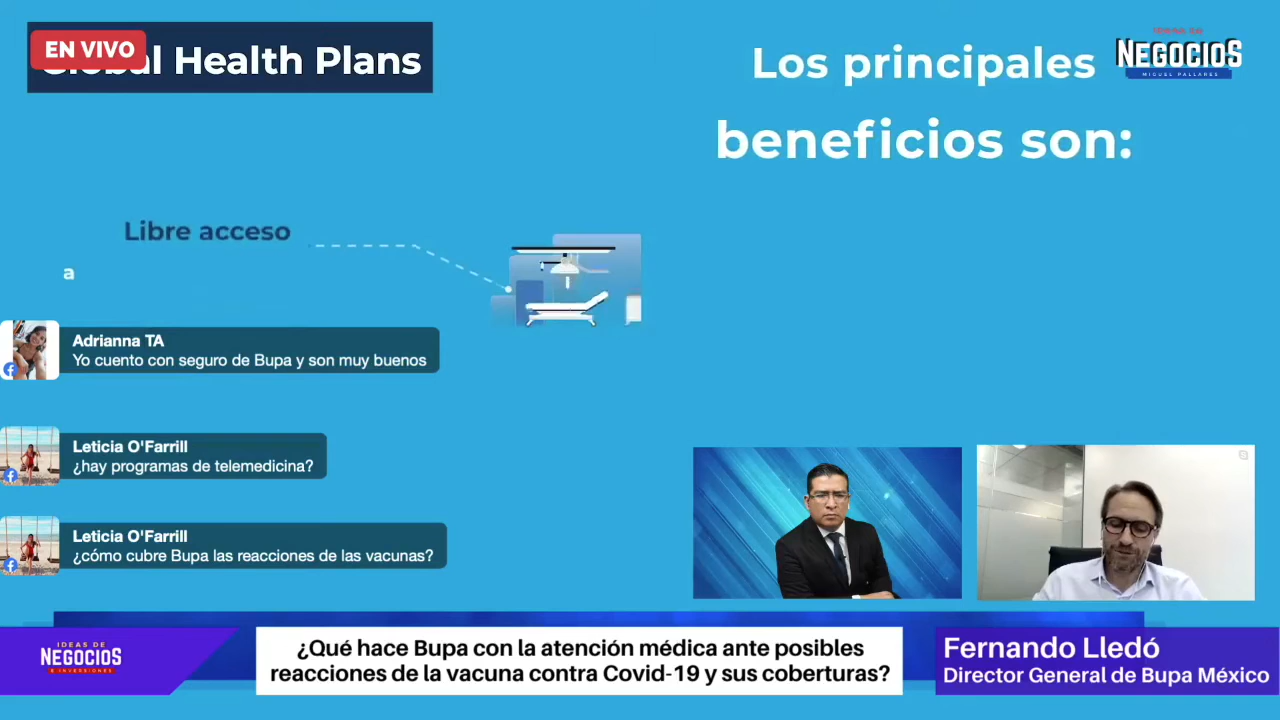 EN VIVO
Global Health Plans
Los principales
beneficios son:
NEGOCIOS
MIGUEL PALLARES
Libre acceso
a
Adrianna TA
Yo cuento con seguro de Bupa y son muy buenos
Leticia O'Farrill
¿hay programas de telemedicina?
Leticia O'Farrill
¿cómo cubre Bupa las reacciones de las vacunas?
IDEAS DE
NEGOCIOS
E INVERSIONES
¿Qué hace Bupa con la atención médica ante posibles
reacciones de la vacuna contra Covid-19 y sus coberturas?
Fernando Lledó
Director General de Bupa México